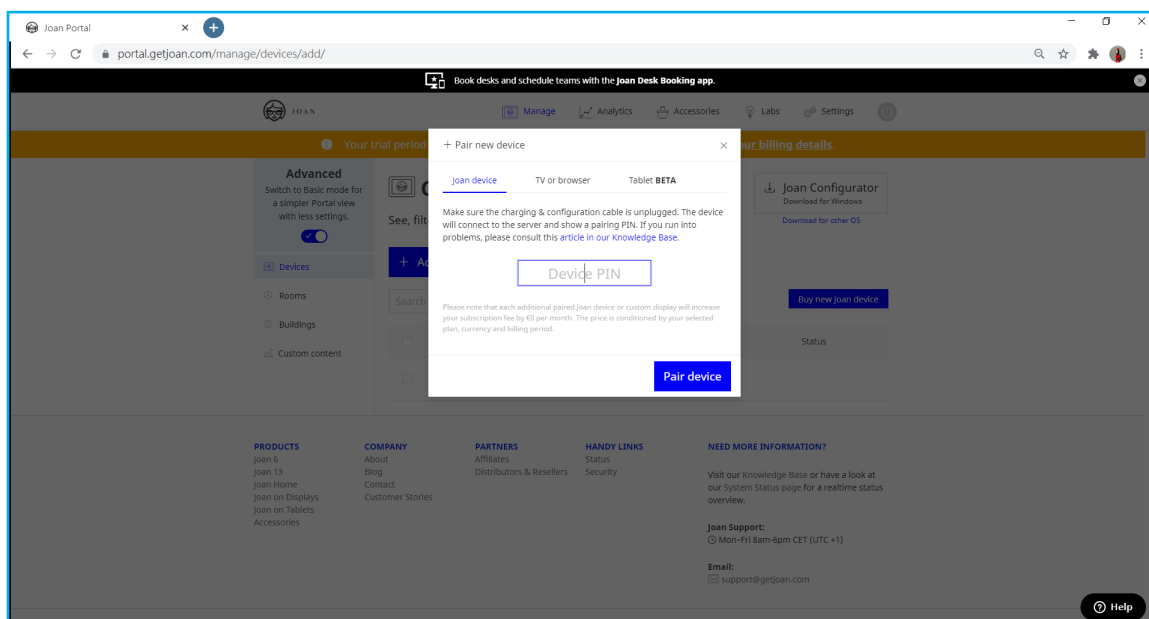 Joan Portal
portal.getjoan.com/manage/devices/add/
Book desks and schedule teams with the Joan Desk Booking app.
JOAN
Manage
Analytics
Accessories
Labs
Settings
Your trial period
our billing details.
Advanced
Switch to Basic mode for
a simpler Portal view
with less settings.
Devices
Rooms
Buildings
Custom content
See, filt
+ Ad
Search
Joan Configurator
Download for Windows
Download for other OS
Buy new Joan device
Status
+ Pair new device
Joan device
TV or browser
Tablet BETA
Make sure the charging & configuration cable is unplugged. The device
will connect to the server and show a pairing PIN. If you run into
problems, please consult this article in our Knowledge Base.
Device PIN
Please note that each additional paired Joan device or custom display will increase
your subscription fee by €0 per month. The price is conditioned by your selected
plan, currency and billing period.
Pair device
PRODUCTS
Joan 6
Joan 13
Joan Home
Joan on Displays
Joan on Tablets
Accessories
COMPANY
About
Blog
Contact
Customer Stories
PARTNERS
Affiliates
Distributors & Resellers
HANDY LINKS
Status
Security
NEED MORE INFORMATION?
Visit our Knowledge Base or have a look at
our System Status page for a realtime status
overview.
Joan Support:
Mon–Fri 8am-6pm CET (UTC +1)
Email:
support@getjoan.com
Help